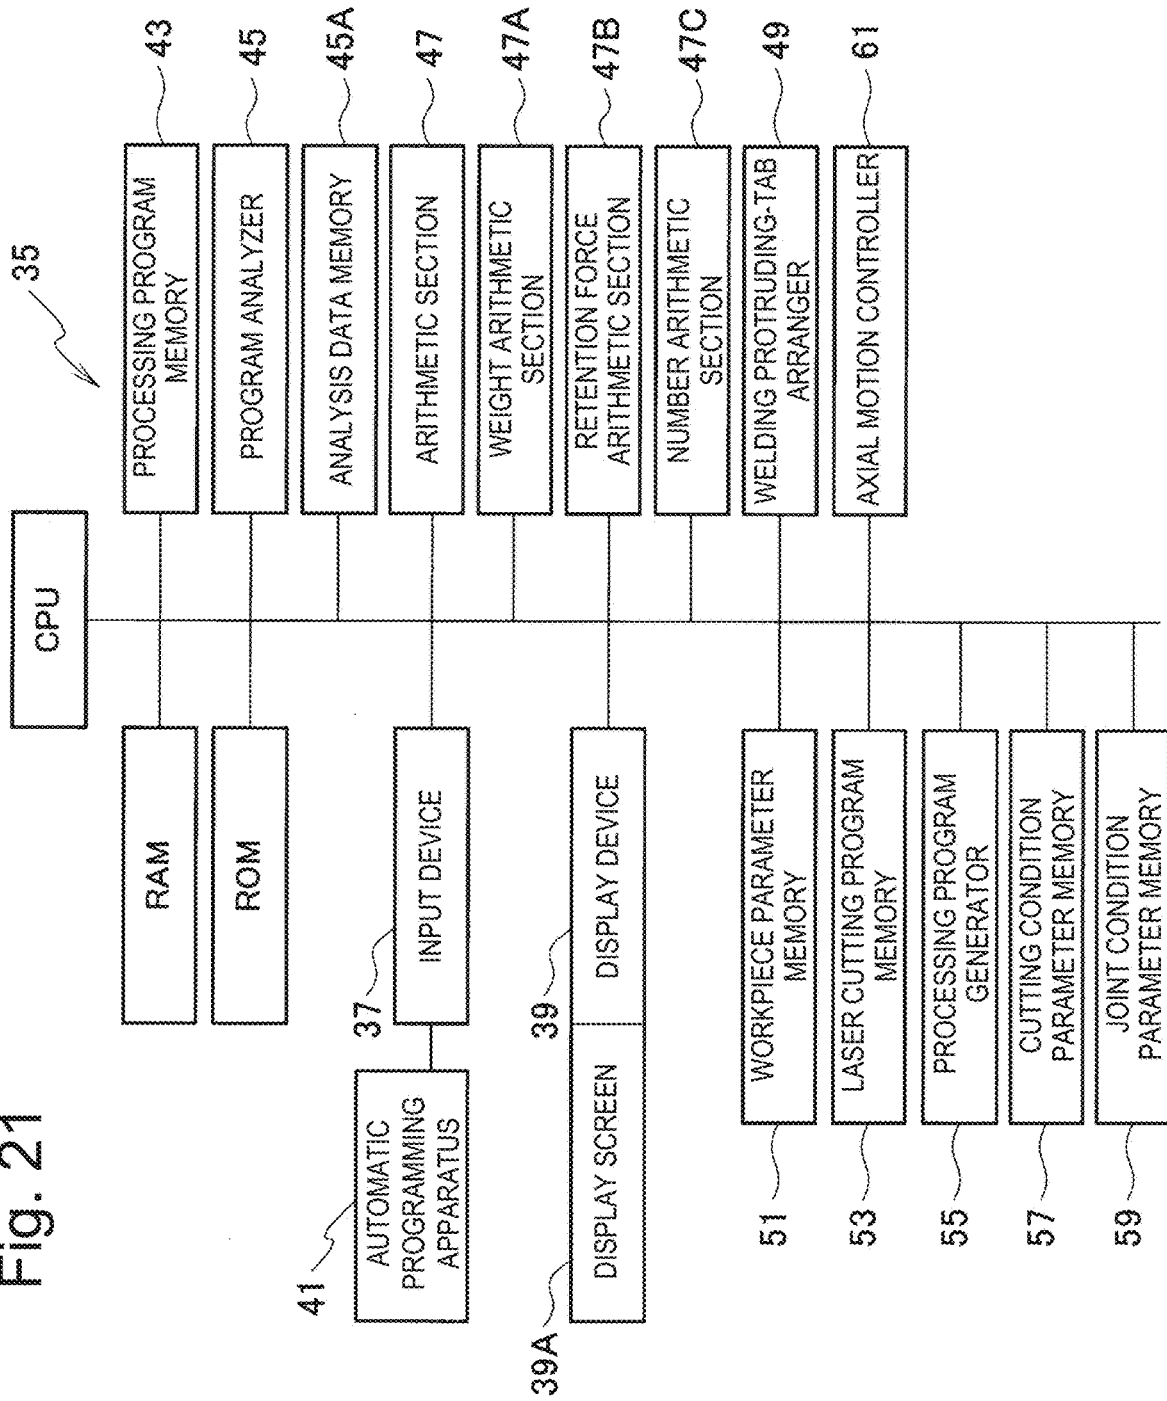 Fig. 21
35
CPU
RAM
ROM
37
INPUT DEVICE
41
AUTOMATIC
PROGRAMMING
APPARATUS
39
DISPLAY DEVICE
39A
DISPLAY SCREEN
51
WORKPIECE PARAMETER
MEMORY
53
LASER CUTTING PROGRAM
MEMORY
55
PROCESSING PROGRAM
GENERATOR
57
CUTTING CONDITION
PARAMETER MEMORY
59
JOINT CONDITION
PARAMETER MEMORY
PROCESSING PROGRAM
MEMORY
43
PROGRAM ANALYZER
45
ANALYSIS DATA MEMORY
45A
ARITHMETIC SECTION
47
WEIGHT ARITHMETIC
SECTION
47A
RETENTION FORCE
ARITHMETIC SECTION
47B
NUMBER ARITHMETIC
SECTION
47C
WELDING PROTRUDING-TAB
ARRANGER
49
AXIAL MOTION CONTROLLER
61